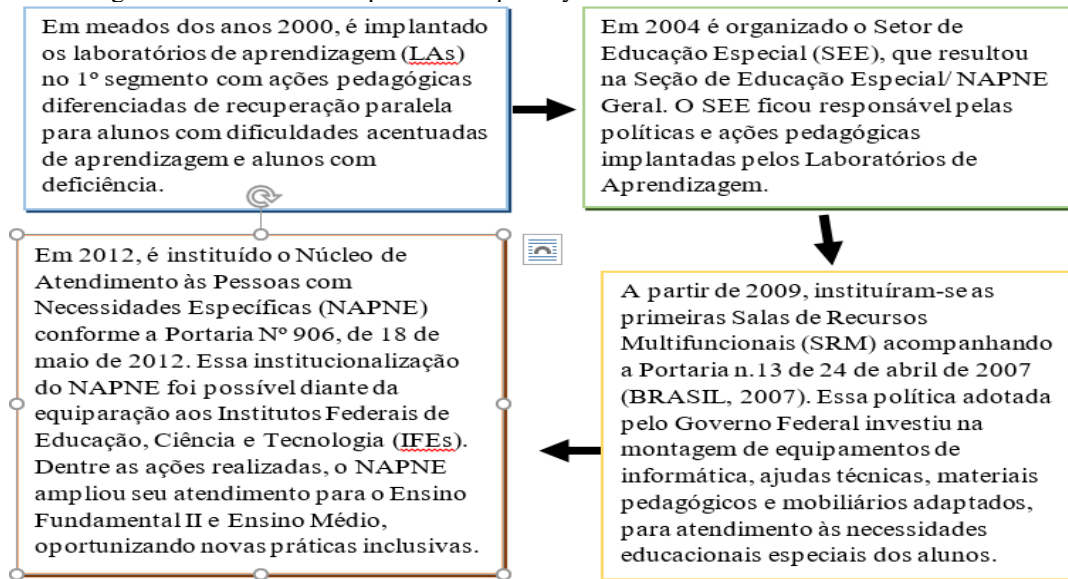 Em meados dos anos 2000, é implantado
os laboratórios de aprendizagem (LAs)
no 1º segmento com ações pedagógicas
diferenciadas de recuperação paralela
para alunos com dificuldades acentuadas
de aprendizagem e alunos com
deficiência.
Em 2004 é organizado o Setor de
Educação Especial (SEE), que resultou
na Seção de Educação Especial/ NAPNE
Geral. O SEE ficou responsável pelas
políticas e ações pedagógicas
implantadas pelos Laboratórios de
Aprendizagem.
A partir de 2009, instituíram-se as
primeiras Salas de Recursos
Multifuncionais (SRM) acompanhando
a Portaria n.13 de 24 de abril de 2007
(BRASIL, 2007). Essa política adotada
pelo Governo Federal investiu na
montagem de equipamentos de
informática, ajudas técnicas, materiais
pedagógicos e mobiliários adaptados,
para atendimento às necessidades
educacionais especiais dos alunos.
Em 2012, é instituído o Núcleo de
Atendimento às Pessoas com
Necessidades Específicas (NAPNE)
conforme a Portaria Nº 906, de 18 de
maio de 2012. Essa institucionalização
do NAPNE foi possível diante da
equiparação aos Institutos Federais de
Educação, Ciência e Tecnologia (IFEs).
Dentre as ações realizadas, o NAPNE
ampliou seu atendimento para o Ensino
Fundamental II e Ensino Médio,
oportunizando novas práticas inclusivas.